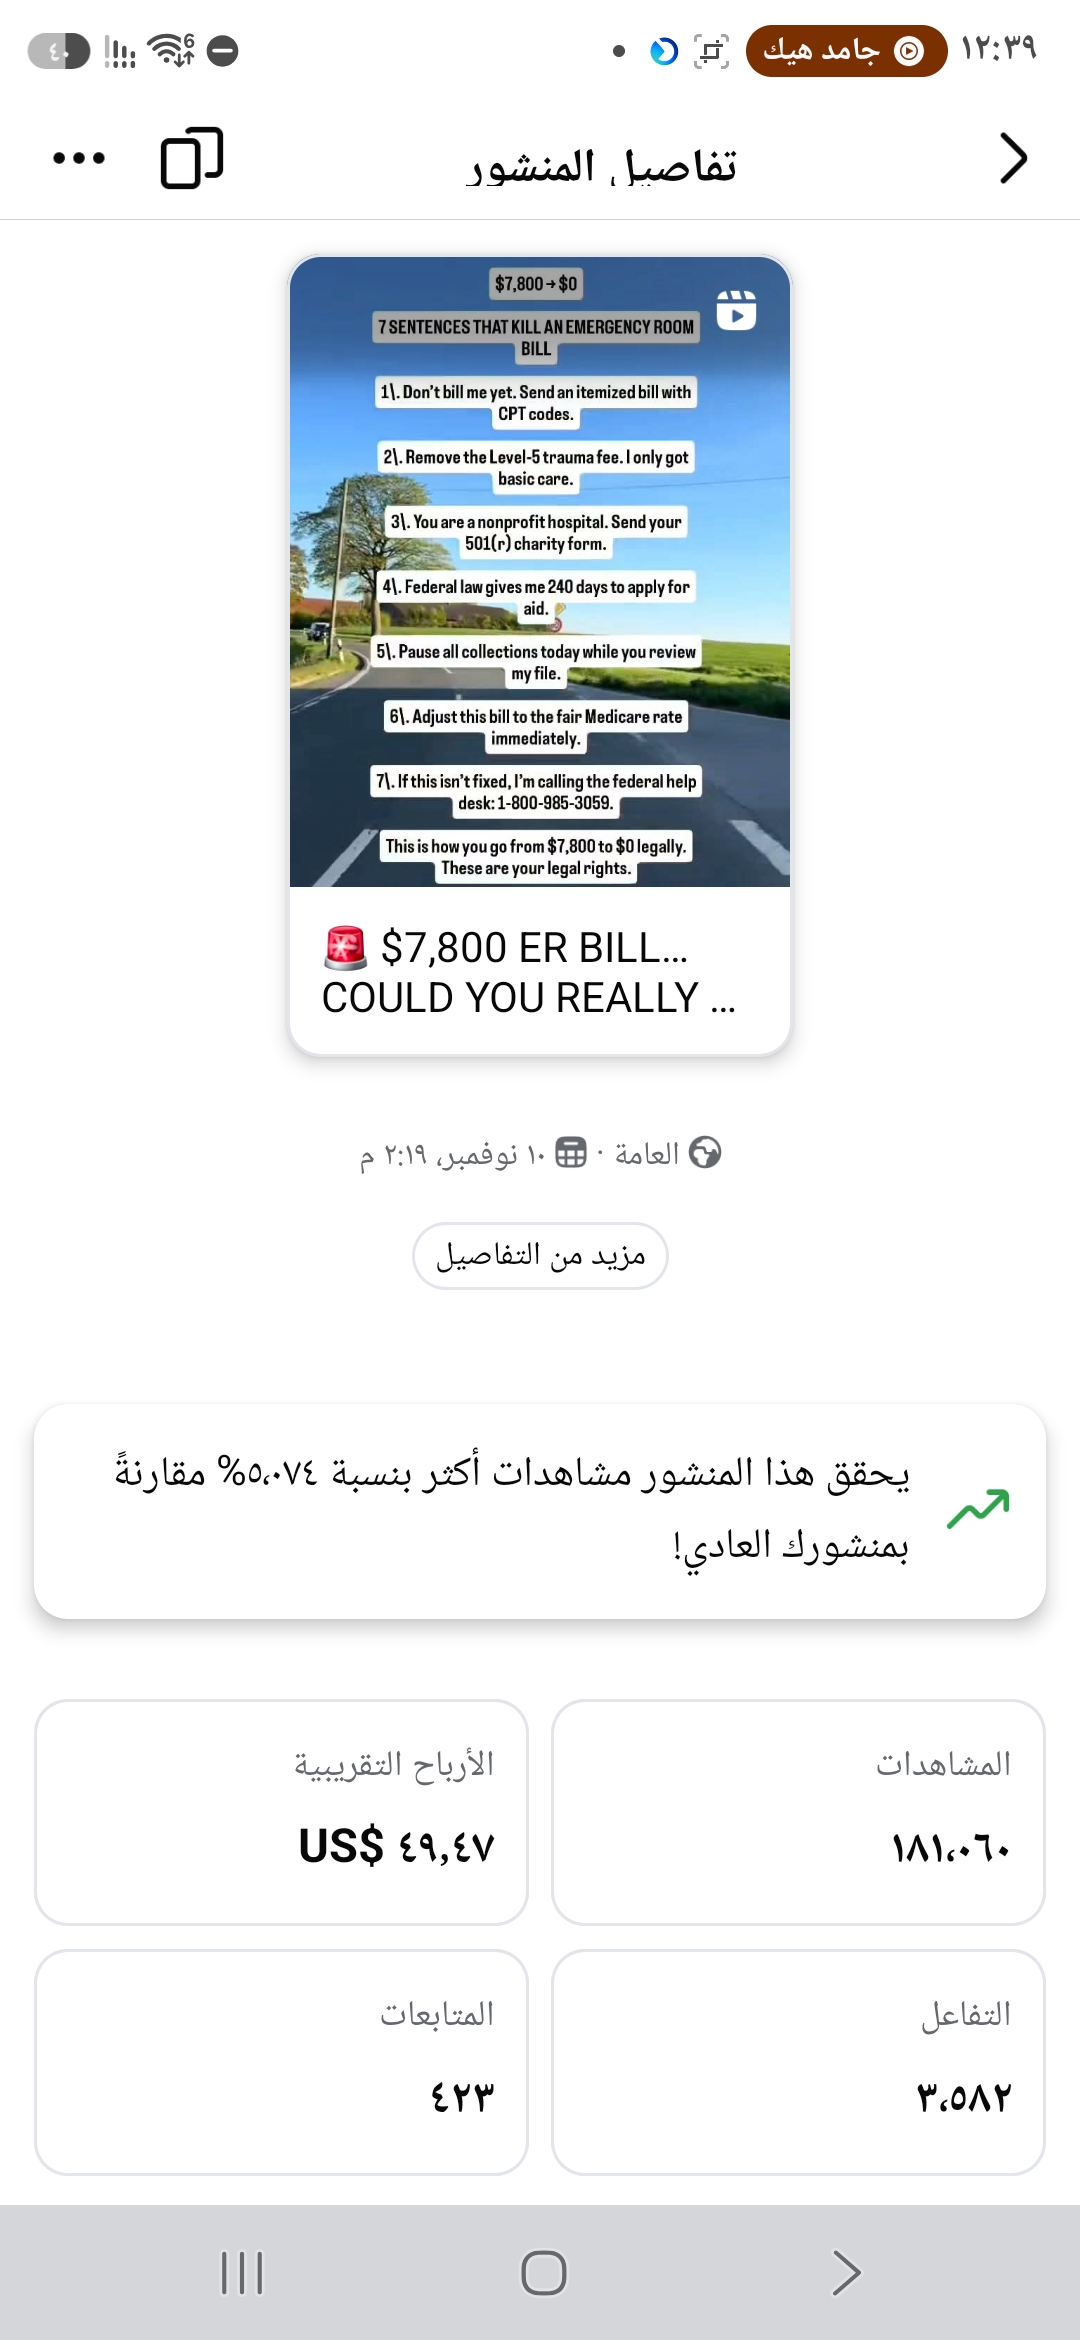 ١٢:٣٩
جامد هيك
6
٤٠
تفاصيل المنشور
$7,800→$0
7 SENTENCES THAT KILL AN EMERGENCY ROOM
BILL
1\. Don't bill me yet. Send an itemized bill with
CPT codes.
2\. Remove the Level-5 trauma fee. I only got
basic care.
3\. You are a nonprofit hospital. Send your
501(r) charity form.
4\. Federal law gives me 240 days to apply for
aid.
5\. Pause all collections today while you review
my file.
6\. Adjust this bill to the fair Medicare rate
immediately.
7\. If this isn't fixed, I'm calling the federal help
desk: 1-800-985-3059.
This is how you go from $7,800 to $0 legally.
These are your legal rights.
🚨 $7,800 ER BILL…
COULD YOU REALLY …
العامة · ١٠ نوفمبر، ٢:١٩ م
مزيد من التفاصيل
يحقق هذا المنشور مشاهدات أكثر بنسبة ٥،٠٧٤% مقارنةً
بمنشورك العادي!
المشاهدات
١٨١،٠٦٠
الأرباح التقريبية
US$ ٤٩,٤٧
التفاعل
٣،٥٨٢
المتابعات
٤٢٣